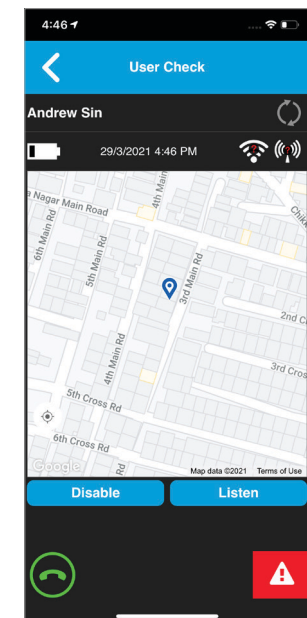 4:46
User Check
Andrew Sin
29/3/2021 4:46 PM
a Nagar Main Road
4th Main
Chik
6th Main Rd
5th Main Rd
3rd Main Rd
2nd C
4th Main Rd
3rd Cros
5th Cross Rd
6th Cross Rd
Rd
Google
Map data ©2021 Terms of Use
Disable Listen